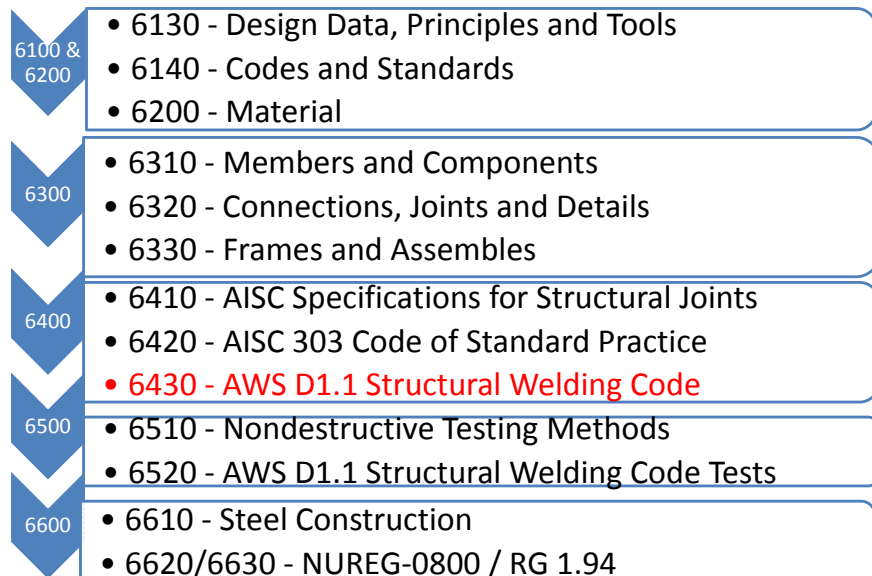 6100 &
6200
• 6130 - Design Data, Principles and Tools
• 6140 - Codes and Standards
• 6200 - Material
6300
• 6310 - Members and Components
• 6320 - Connections, Joints and Details
• 6330 - Frames and Assembles
6400
• 6410 - AISC Specifications for Structural Joints
• 6420 - AISC 303 Code of Standard Practice
• 6430 - AWS D1.1 Structural Welding Code
6500
• 6510 - Nondestructive Testing Methods
• 6520 - AWS D1.1 Structural Welding Code Tests
6600
• 6610 - Steel Construction
• 6620/6630 - NUREG-0800 / RG 1.94